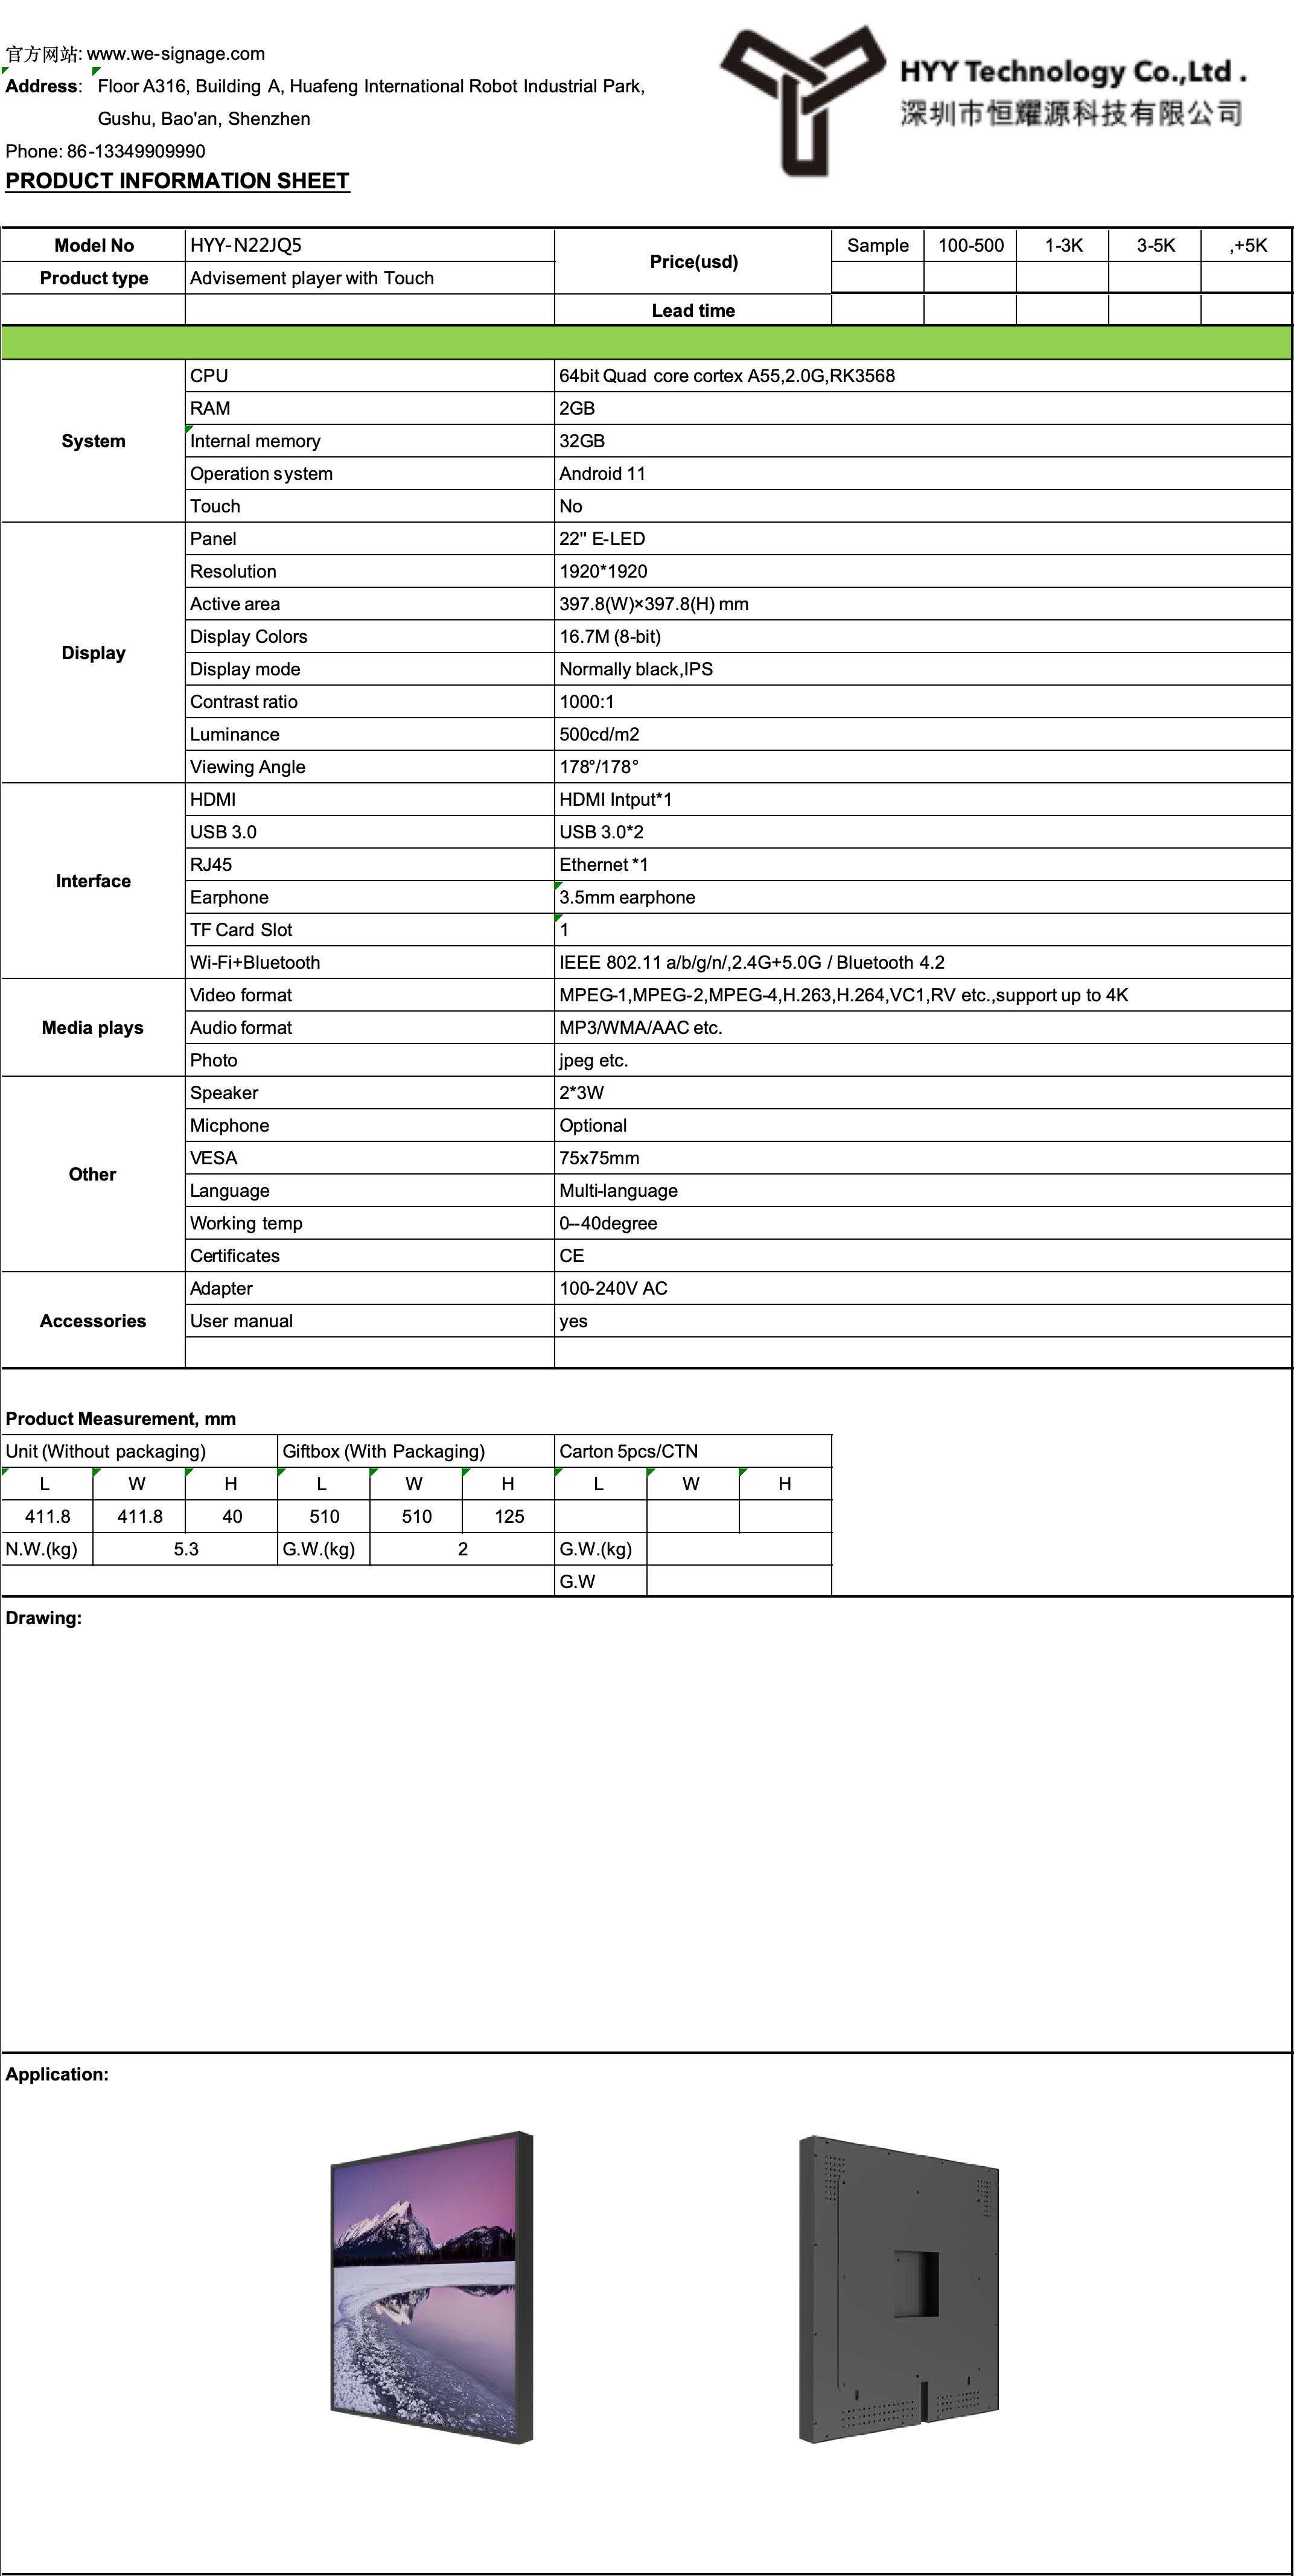 官方网站: www.we-signage.com
Address: Floor A316, Building A, Huafeng International Robot Industrial Park,
Gushu, Bao'an, Shenzhen
Phone: 86-13349909990
PRODUCT INFORMATION SHEET
HYY Technology Co.,Ltd .
深圳市恒耀源科技有限公司
Model No HYY-N22JQ5 Price(usd) Sample 100-500 1-3K 3-5K ,+5K
Product type Advisement player with Touch
Lead time
System
CPU 64bit Quad core cortex A55,2.0G,RK3568
RAM 2GB
Internal memory 32GB
Operation system Android 11
Touch No
Display
Panel 22" E-LED
Resolution 1920*1920
Active area 397.8(W)×397.8(H) mm
Display Colors 16.7M (8-bit)
Display mode Normally black,IPS
Contrast ratio 1000:1
Luminance 500cd/m2
Viewing Angle 178°/178°
Interface
HDMI HDMI Intput*1
USB 3.0 USB 3.0*2
RJ45 Ethernet *1
Earphone 3.5mm earphone
TF Card Slot 1
Wi-Fi+Bluetooth IEEE 802.11 a/b/g/n/,2.4G+5.0G / Bluetooth 4.2
Media plays
Video format MPEG-1,MPEG-2,MPEG-4,H.263,H.264,VC1,RV etc.,support up to 4K
Audio format MP3/WMA/AAC etc.
Photo jpeg etc.
Other
Speaker 2*3W
Micphone Optional
VESA 75x75mm
Language Multi-language
Working temp 0--40degree
Certificates CE
Accessories
Adapter 100-240V AC
User manual yes
Product Measurement, mm
Unit (Without packaging) Giftbox (With Packaging) Carton 5pcs/CTN
L W H L W H L W H
411.8 411.8 40 510 510 125
N.W.(kg) 5.3 G.W.(kg) 2 G.W.(kg)
G.W
Drawing:
Application: